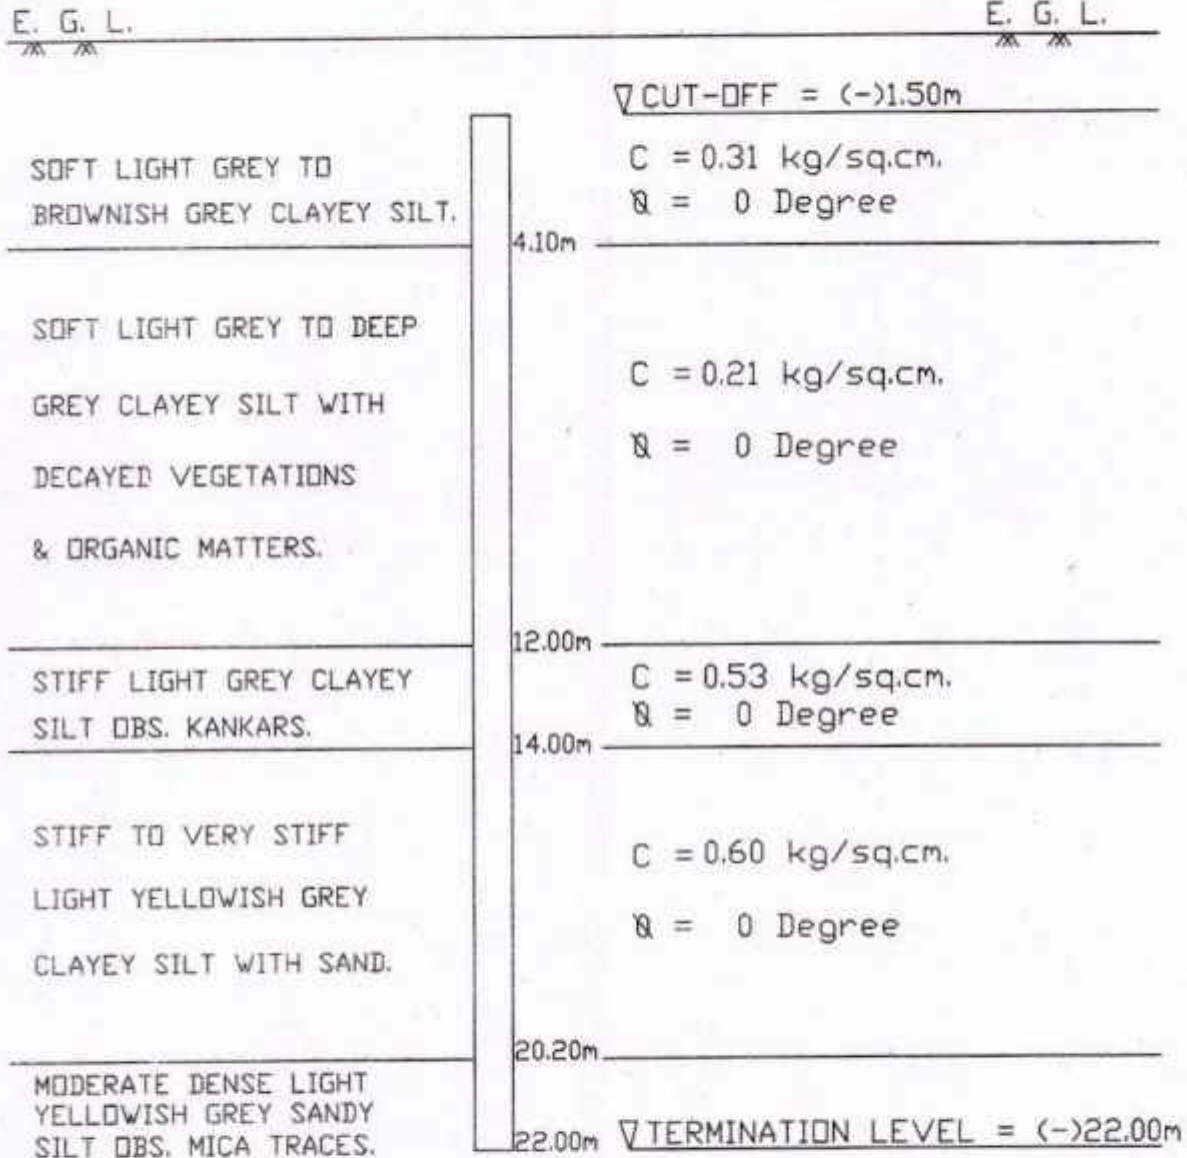 E. G. L.
E. G. L.
▽ CUT-OFF = (-)1.50m
SOFT LIGHT GREY TO
BROWNISH GREY CLAYEY SILT.
C = 0.31 kg/sq.cm.
Ø = 0 Degree
4.10m
SOFT LIGHT GREY TO DEEP
GREY CLAYEY SILT WITH
DECAYED VEGETATIONS
& ORGANIC MATTERS.
C = 0.21 kg/sq.cm.
Ø = 0 Degree
12.00m
STIFF LIGHT GREY CLAYEY
SILT OBS. KANKARS.
C = 0.53 kg/sq.cm.
Ø = 0 Degree
14.00m
STIFF TO VERY STIFF
LIGHT YELLOWISH GREY
CLAYEY SILT WITH SAND.
C = 0.60 kg/sq.cm.
Ø = 0 Degree
20.20m
MODERATE DENSE LIGHT
YELLOWISH GREY SANDY
SILT OBS. MICA TRACES.
22.00m
▽ TERMINATION LEVEL = (-)22.00m